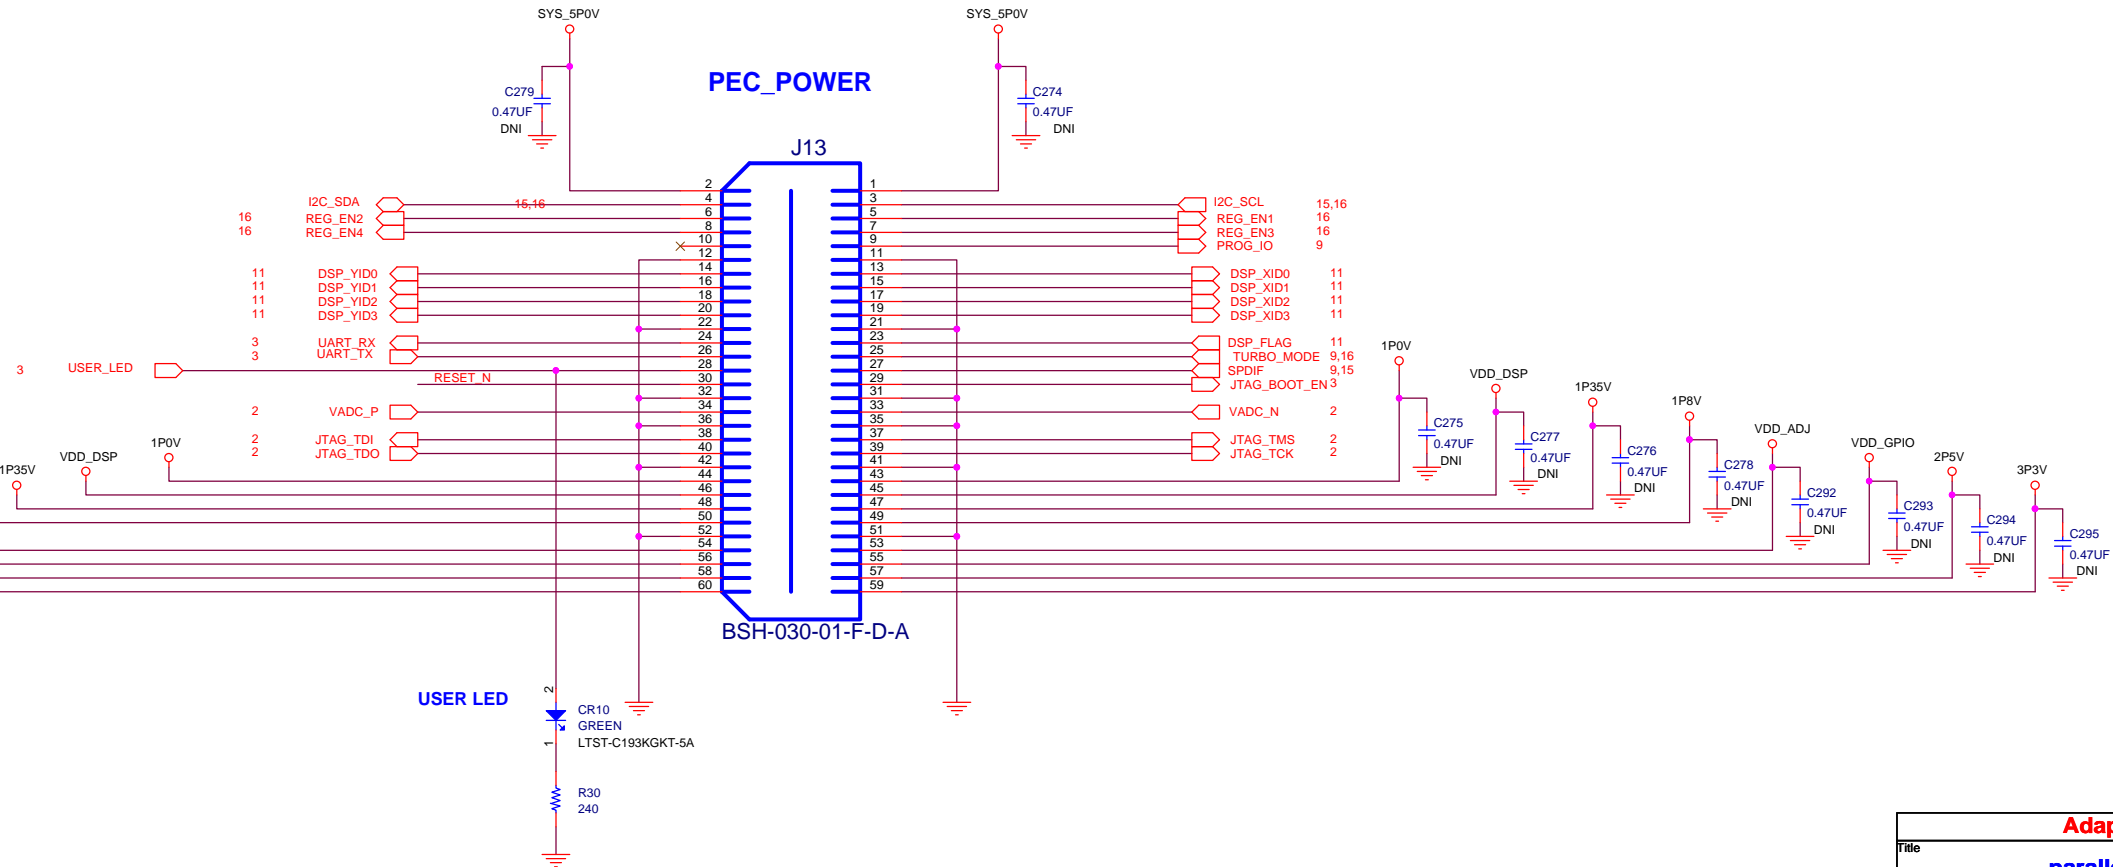 SYS_5P0V SYS_5P0V
PEC_POWER
C279 0.47UF DNI
C274 0.47UF DNI
J13
2 1
4 3
6 5
8 7
10 9
12 11
14 13
16 15
18 17
20 19
22 21
24 23
26 25
28 27
30 29
32 31
34 33
36 35
38 37
40 39
42 41
44 43
46 45
48 47
50 49
52 51
54 53
56 55
58 57
60 59
BSH-030-01-F-D-A
I2C_SDA 15,16
16 REG_EN2
16 REG_EN4
11 DSP_YID0
11 DSP_YID1
11 DSP_YID2
11 DSP_YID3
3 UART_RX
3 UART_TX
3 USER_LED
RESET_N
2 VADC_P
2 JTAG_TDI
2 JTAG_TDO
1P35V
VDD_DSP
1P0V
I2C_SCL 15,16
REG_EN1 16
REG_EN3 16
PROG_IO 9
DSP_XID0 11
DSP_XID1 11
DSP_XID2 11
DSP_XID3 11
DSP_FLAG 11
TURBO_MODE 9,16
SPDIF 9,15
JTAG_BOOT_EN 3
VADC_N 2
JTAG_TMS 2
JTAG_TCK 2
1P0V
C275 0.47UF DNI
VDD_DSP
C277 0.47UF DNI
1P35V
C276 0.47UF DNI
1P8V
C278 0.47UF DNI
VDD_ADJ
C292 0.47UF DNI
VDD_GPIO
C293 0.47UF DNI
2P5V
C294 0.47UF DNI
3P3V
C295 0.47UF DNI
USER LED
2
CR10
GREEN
LTST-C193KGKT-5A
1
R30
240
Title